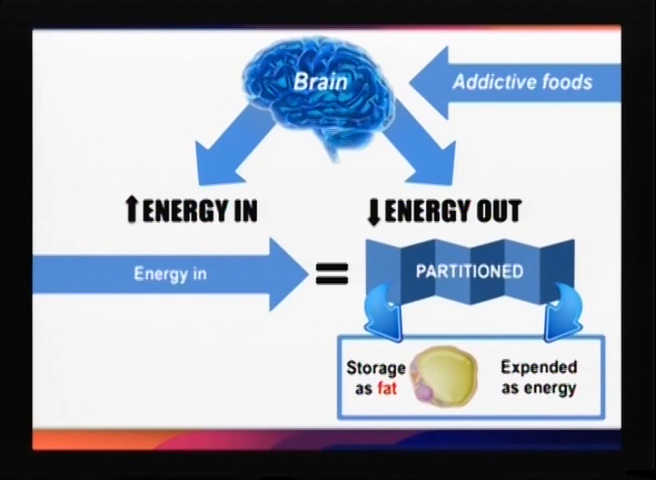 Brain
Addictive foods
⬆ENERGY IN
⬇ENERGY OUT
Energy in
=
PARTITIONED
Storage
as fat
Expended
as energy